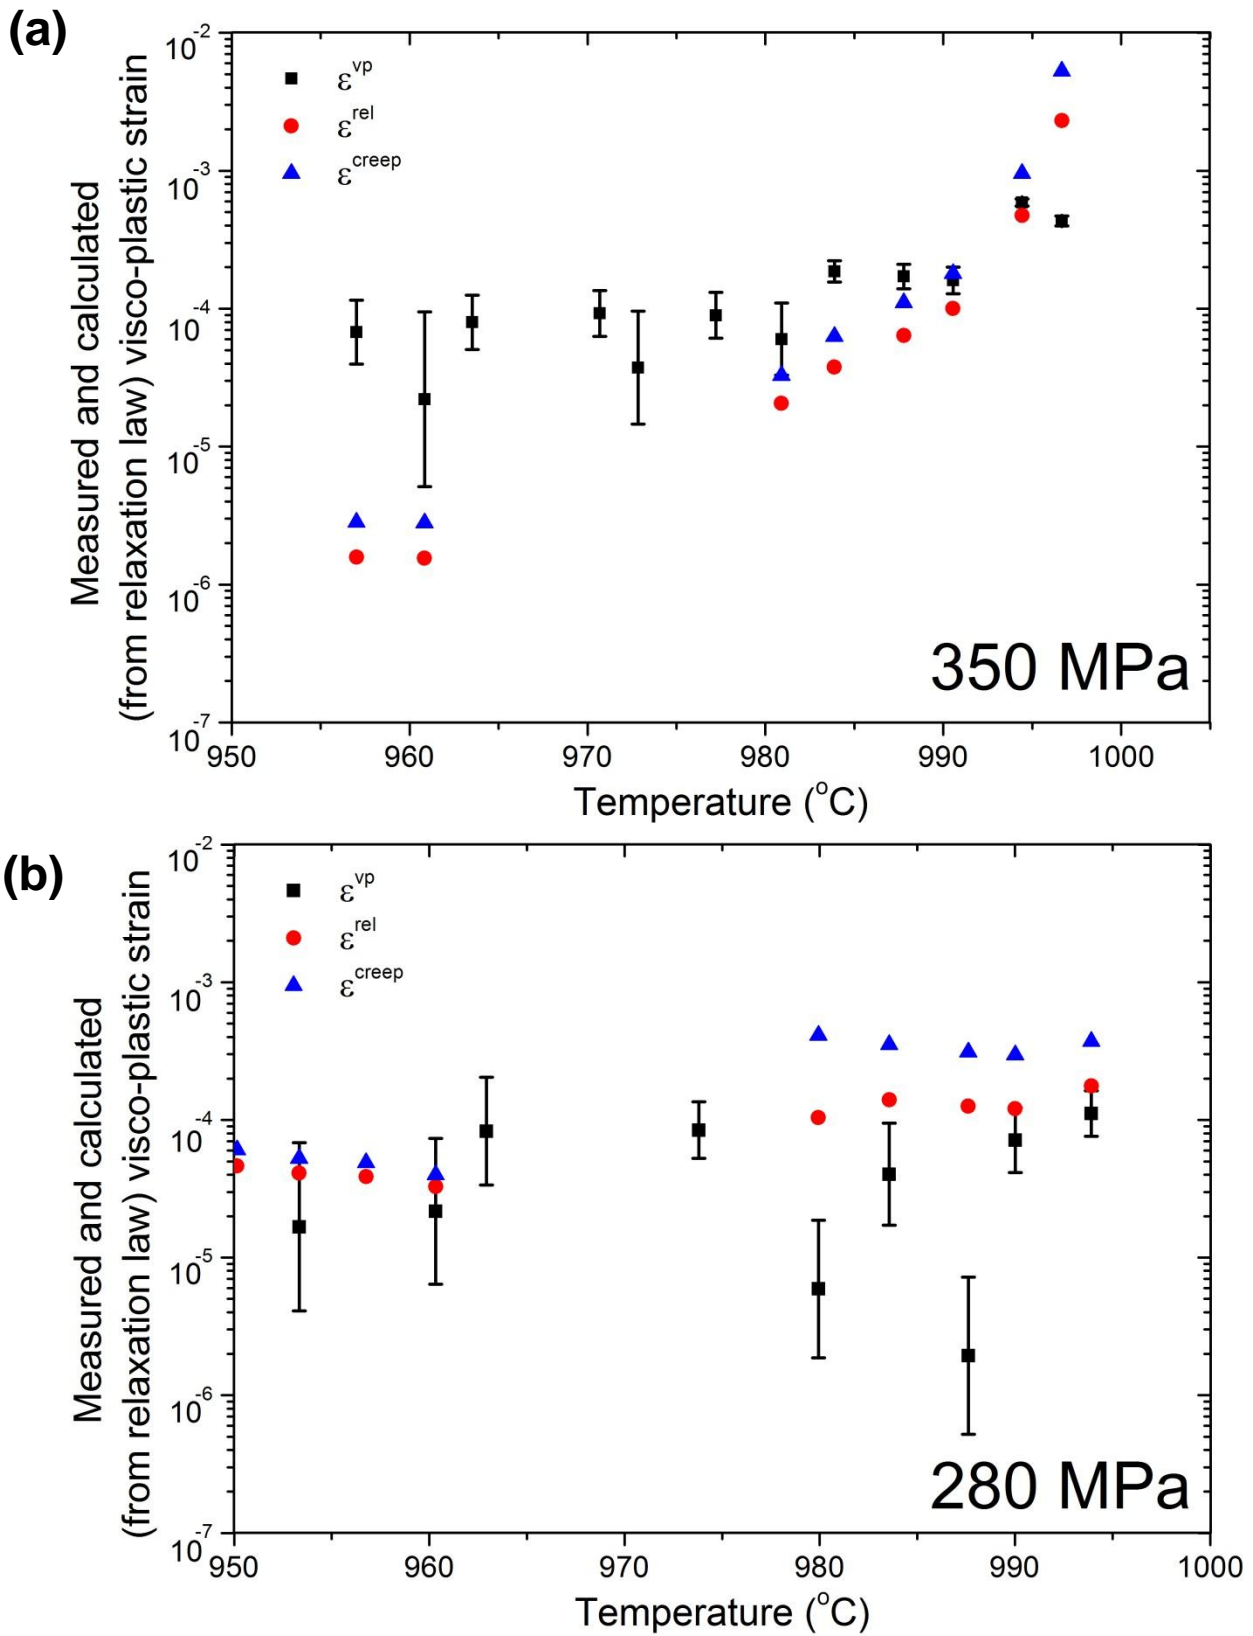 (a)
Measured and calculated
(from relaxation law) visco-plastic strain
10⁻²
10⁻³
10⁻⁴
10⁻⁵
10⁻⁶
10⁻⁷
ε^vp
ε^rel
ε^creep
350 MPa
950 960 970 980 990 1000
Temperature (°C)
(b)
Measured and calculated
(from relaxation law) visco-plastic strain
10⁻²
10⁻³
10⁻⁴
10⁻⁵
10⁻⁶
10⁻⁷
ε^vp
ε^rel
ε^creep
280 MPa
950 960 970 980 990 1000
Temperature (°C)